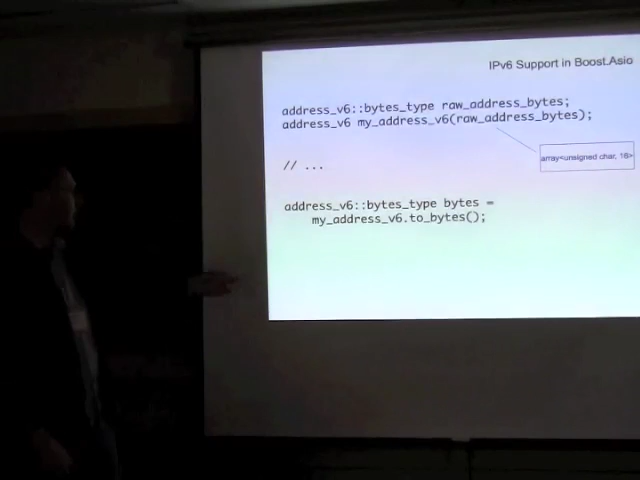 IPv6 Support in Boost.Asio
address_v6::bytes_type raw_address_bytes;
address_v6 my_address_v6(raw_address_bytes);
array<unsigned char, 16>
// ...
address_v6::bytes_type bytes =
my_address_v6.to_bytes();